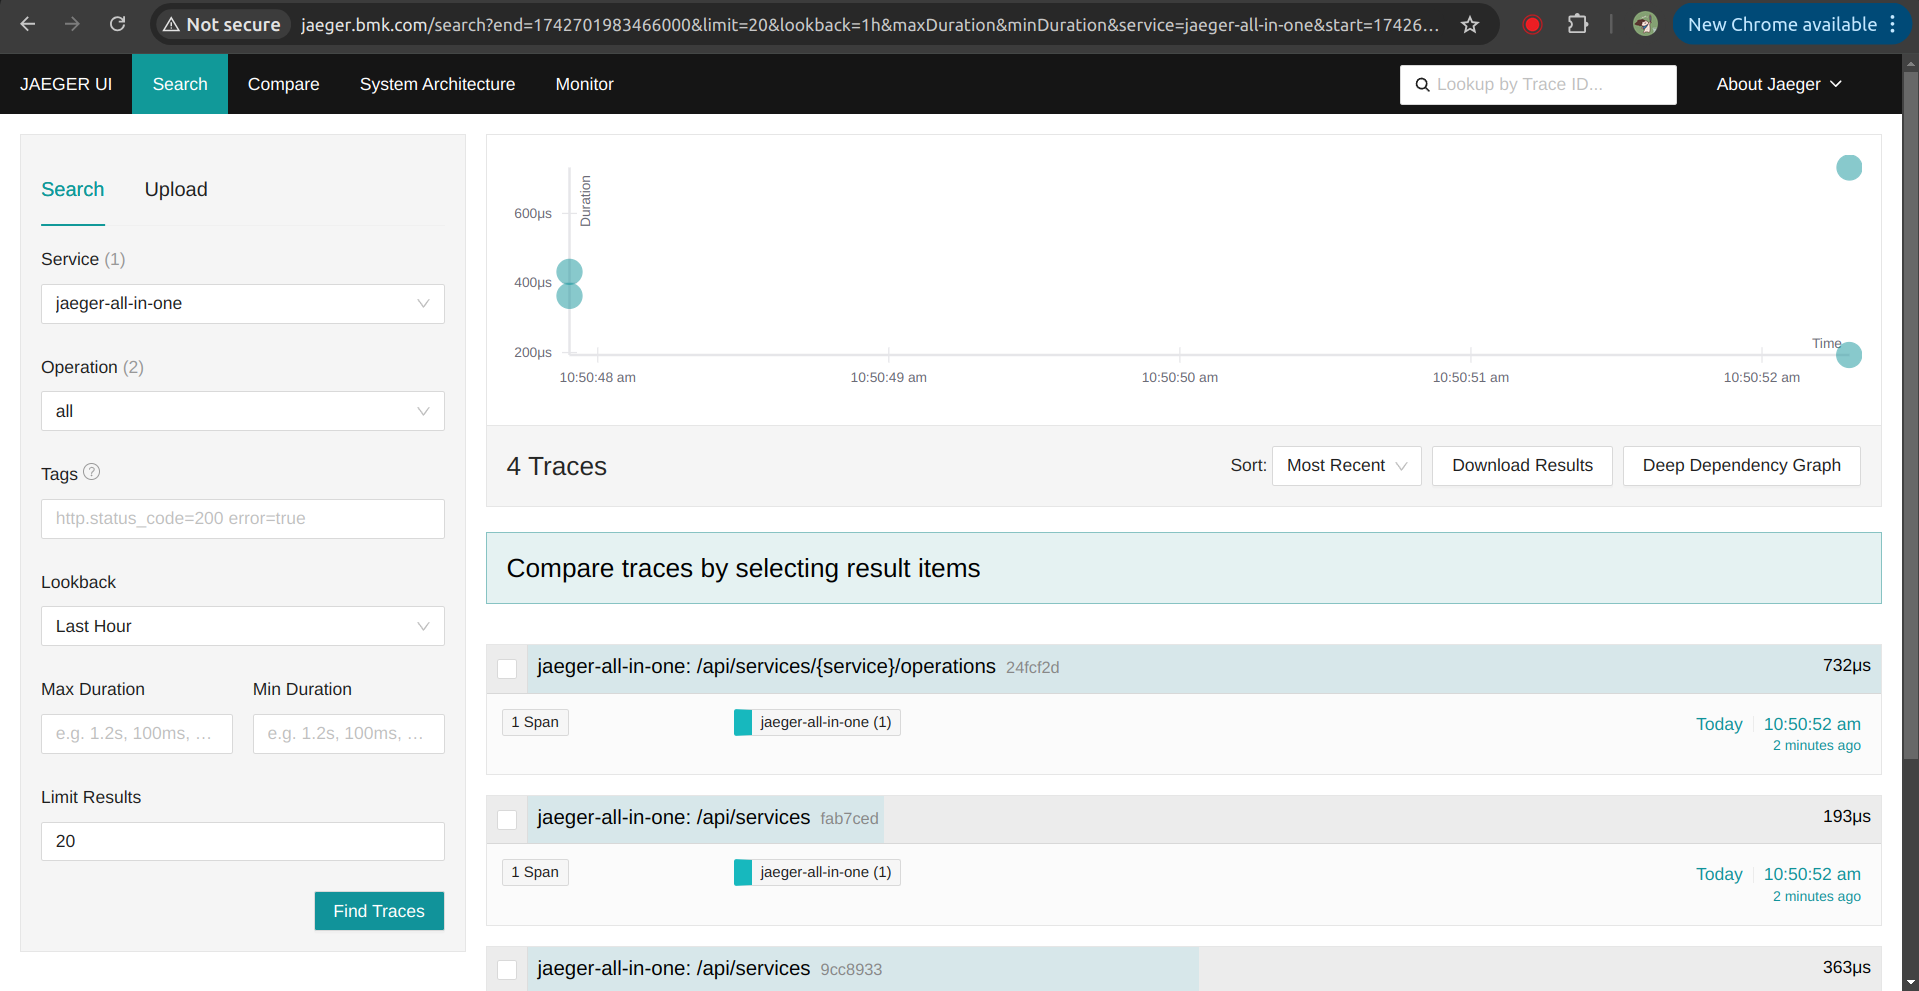 Not secure
jaeger.bmk.com/search?end=1742701983466000&limit=20&lookback=1h&maxDuration&minDuration&service=jaeger-all-in-one&start=17426...
New Chrome available
JAEGER UI
Search
Compare
System Architecture
Monitor
Lookup by Trace ID...
About Jaeger
Search
Upload
Service (1)
jaeger-all-in-one
Operation (2)
all
Tags
http.status_code=200 error=true
Lookback
Last Hour
Max Duration
Min Duration
e.g. 1.2s, 100ms, ...
e.g. 1.2s, 100ms, ...
Limit Results
20
Find Traces
Duration
600μs
400μs
200μs
Time
10:50:48 am
10:50:49 am
10:50:50 am
10:50:51 am
10:50:52 am
4 Traces
Sort:
Most Recent
Download Results
Deep Dependency Graph
Compare traces by selecting result items
jaeger-all-in-one: /api/services/{service}/operations 24fcf2d
732μs
1 Span
jaeger-all-in-one (1)
Today
10:50:52 am
2 minutes ago
jaeger-all-in-one: /api/services fab7ced
193μs
1 Span
jaeger-all-in-one (1)
Today
10:50:52 am
2 minutes ago
jaeger-all-in-one: /api/services 9cc8933
363μs